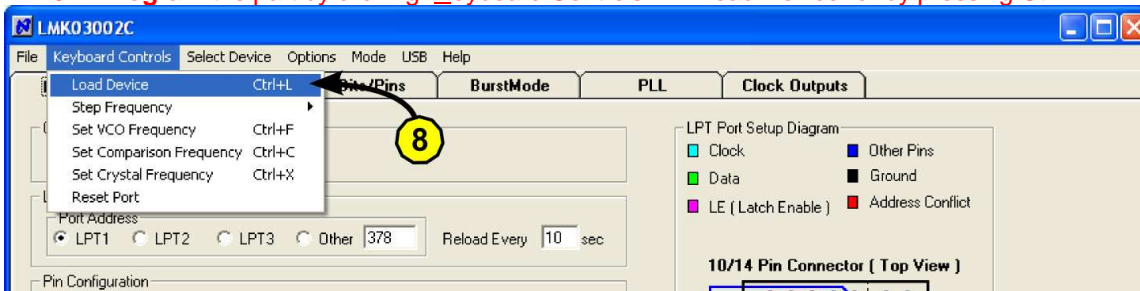 LMK03002C
File Keyboard Controls Select Device Options Mode USB Help
Load Device Ctrl+L
Bits/Pins BurstMode PLL Clock Outputs
Step Frequency
Set VCO Frequency Ctrl+F
Set Comparison Frequency Ctrl+C
Set Crystal Frequency Ctrl+X
Reset Port
8
Port Address
LPT1 LPT2 LPT3 Other 378 Reload Every 10 sec
Pin Configuration
LPT Port Setup Diagram
Clock Other Pins
Data Ground
LE ( Latch Enable ) Address Conflict
10/14 Pin Connector ( Top View )